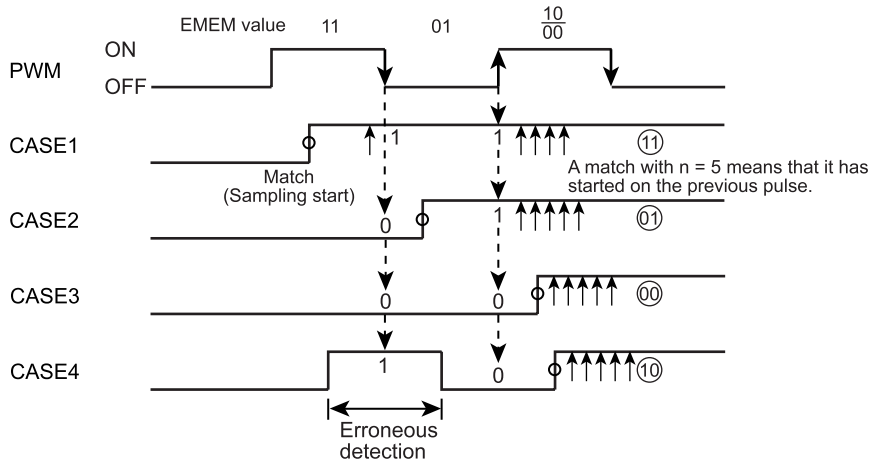 EMEM value 11 01 10
00
ON
PWM
OFF
CASE1 1 1 11
Match
(Sampling start)
A match with n = 5 means that it has
started on the previous pulse.
CASE2 0 1 01
CASE3 0 0 00
CASE4 1 0 10
Erroneous
detection